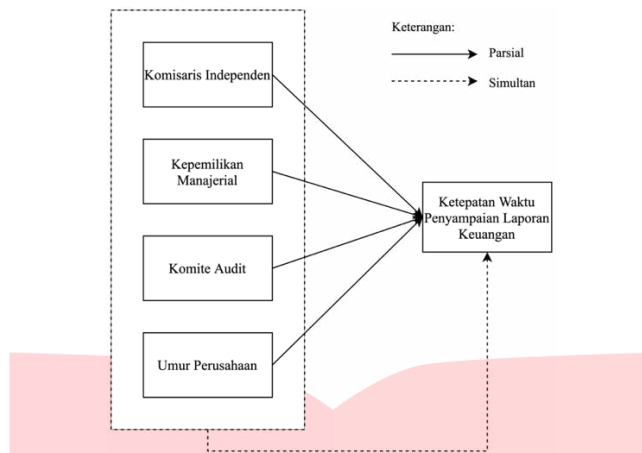 Keterangan:
Parsial
Simultan
Komisaris Independen
Kepemilikan
Manajerial
Komite Audit
Umur Perusahaan
Ketepatan Waktu
Penyampaian Laporan
Keuangan